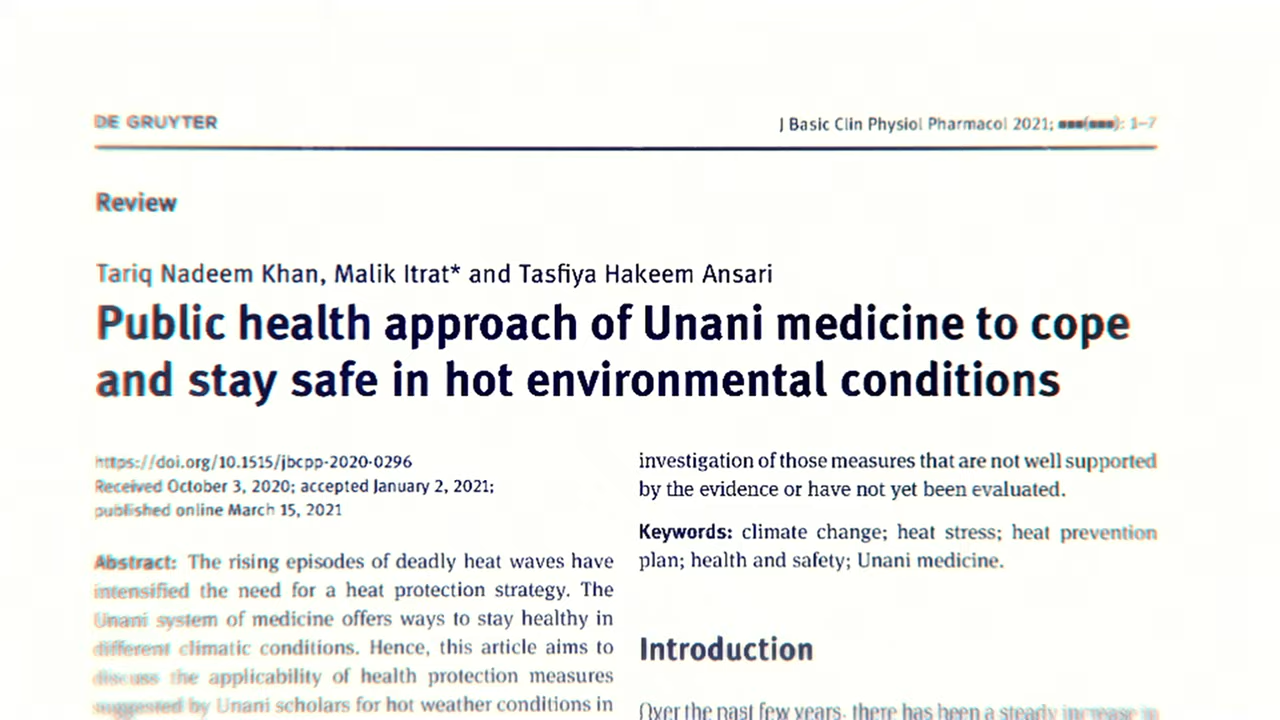 DE GRUYTER
J Basic Clin Physiol Pharmacol 2021; ■■■(■■■): 1–7
Review
Tariq Nadeem Khan, Malik Itrat* and Tasfiya Hakeem Ansari
Public health approach of Unani medicine to cope
and stay safe in hot environmental conditions
https://doi.org/10.1515/jbcpp-2020-0296
Received October 3, 2020; accepted January 2, 2021;
published online March 15, 2021
Abstract: The rising episodes of deadly heat waves have
intensified the need for a heat protection strategy. The
Unani system of medicine offers ways to stay healthy in
different climatic conditions. Hence, this article aims to
discuss the applicability of health protection measures
suggested by Unani scholars for hot weather conditions in
investigation of those measures that are not well supported
by the evidence or have not yet been evaluated.
Keywords: climate change; heat stress; heat prevention
plan; health and safety; Unani medicine.
Introduction
Over the past few years, there has been a steady increase in